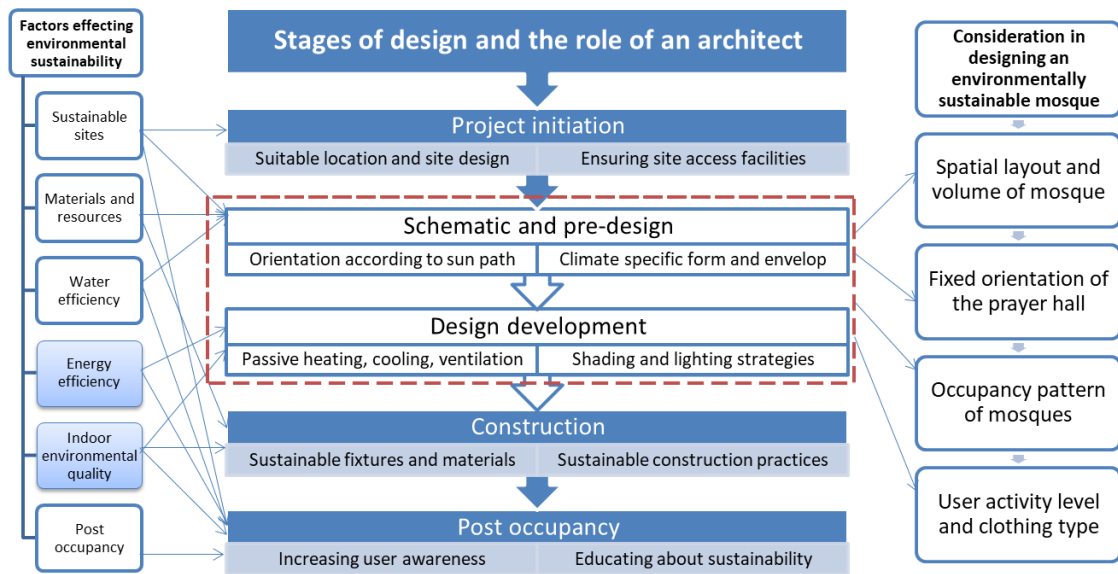 Factors effecting
environmental
sustainability
Sustainable
sites
Materials and
resources
Water
efficiency
Energy
efficiency
Indoor
environmental
quality
Post
occupancy
Stages of design and the role of an architect
Project initiation
Suitable location and site design
Ensuring site access facilities
Schematic and pre-design
Orientation according to sun path
Climate specific form and envelop
Design development
Passive heating, cooling, ventilation
Shading and lighting strategies
Construction
Sustainable fixtures and materials
Sustainable construction practices
Post occupancy
Increasing user awareness
Educating about sustainability
Consideration in
designing an
environmentally
sustainable mosque
Spatial layout and
volume of mosque
Fixed orientation of
the prayer hall
Occupancy pattern
of mosques
User activity level
and clothing type